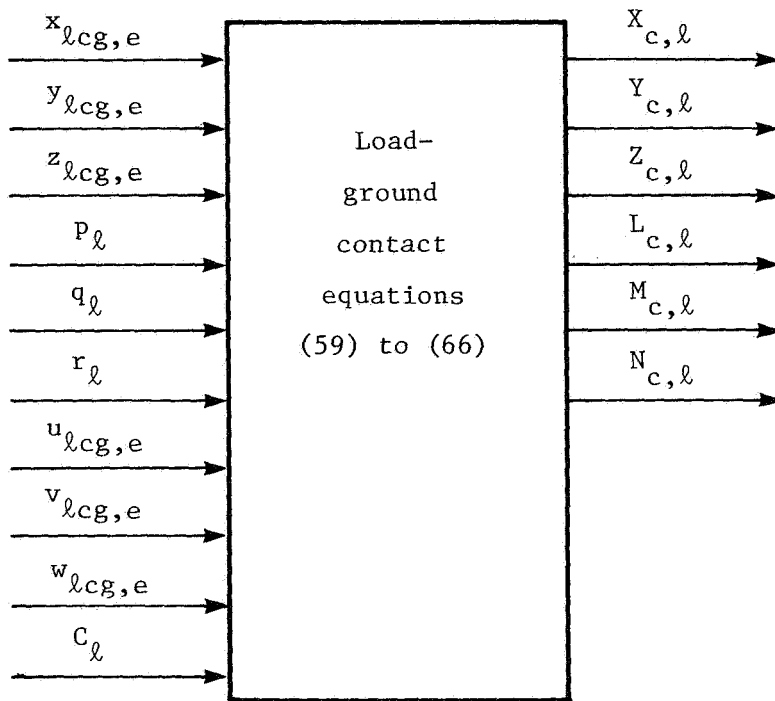 x_ℓcg,e
y_ℓcg,e
z_ℓcg,e
p_ℓ
q_ℓ
r_ℓ
u_ℓcg,e
v_ℓcg,e
w_ℓcg,e
C_ℓ
Load-
ground
contact
equations
(59) to (66)
X_c,ℓ
Y_c,ℓ
Z_c,ℓ
L_c,ℓ
M_c,ℓ
N_c,ℓ